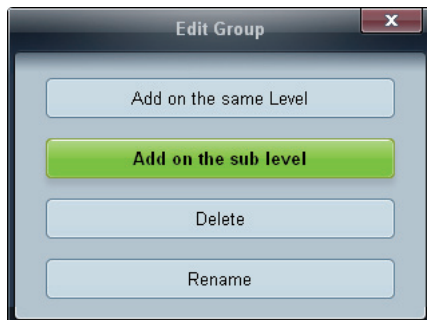 Edit Group
x
Add on the same Level
Add on the sub level
Delete
Rename